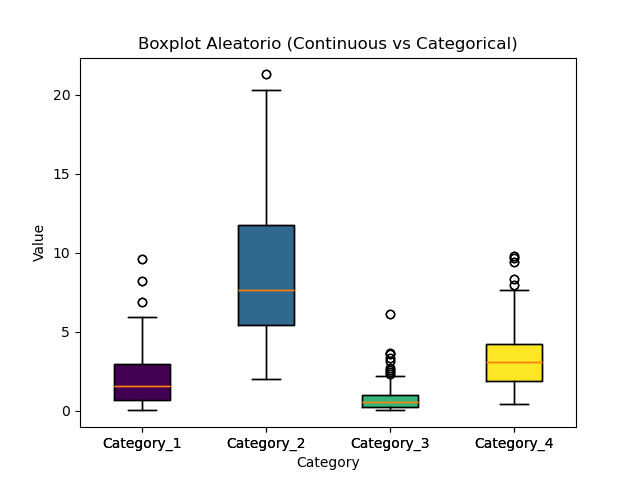 Boxplot Aleatorio (Continuous vs Categorical)
20
15
10
5
0
Value
Category_1
Category_2
Category_3
Category_4
Category